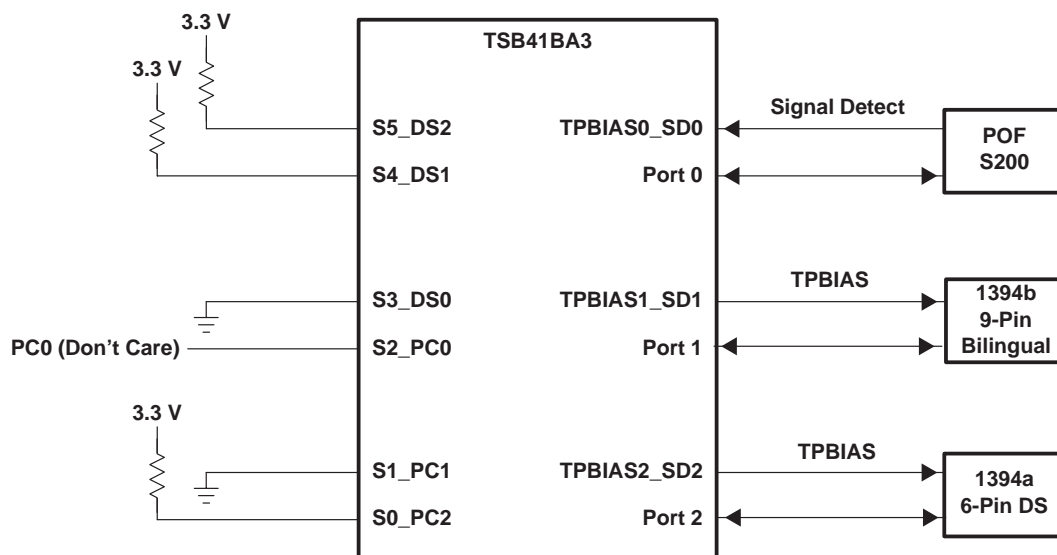 TSB41BA3
3.3 V
3.3 V
S5_DS2
S4_DS1
S3_DS0
PC0 (Don't Care)
S2_PC0
3.3 V
S1_PC1
S0_PC2
TPBIAS0_SD0
Port 0
TPBIAS1_SD1
Port 1
TPBIAS2_SD2
Port 2
Signal Detect
POF
S200
TPBIAS
1394b
9-Pin
Bilingual
TPBIAS
1394a
6-Pin DS